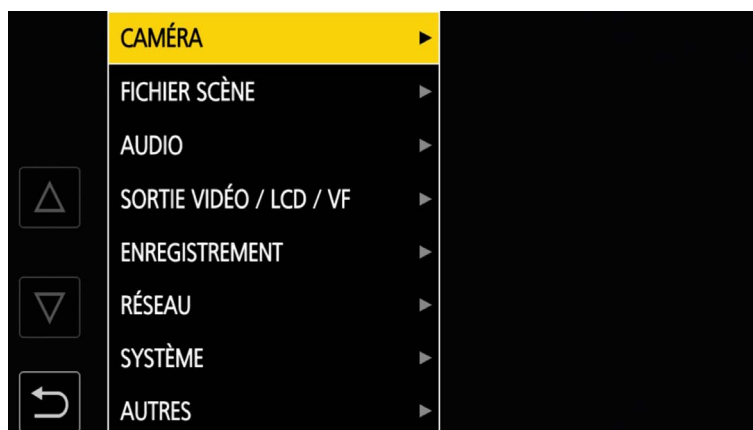 CAMÉRA
FICHIER SCÈNE
AUDIO
SORTIE VIDÉO / LCD / VF
ENREGISTREMENT
RÉSEAU
SYSTÈME
AUTRES